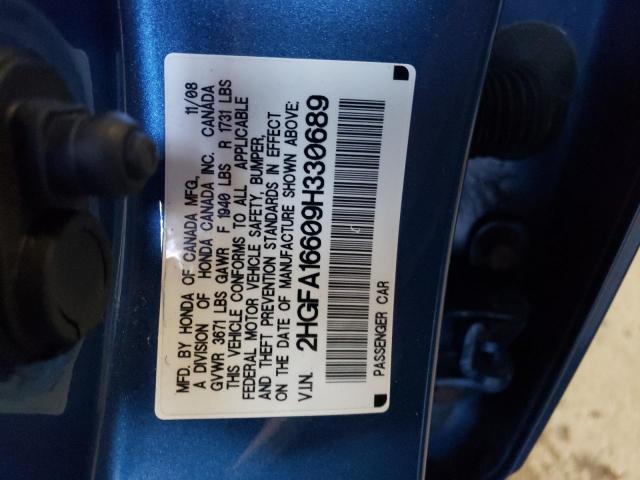 MFD. BY HONDA OF CANADA MFG., 11/08
A DIVISION OF HONDA CANADA INC. CANADA
GVWR 3671 LBS GAWR F 1940 LBS R 1731 LBS
THIS VEHICLE CONFORMS TO ALL APPLICABLE
FEDERAL MOTOR VEHICLE SAFETY, BUMPER,
AND THEFT PREVENTION STANDARDS IN EFFECT
ON THE DATE OF MANUFACTURE SHOWN ABOVE.
V.I.N. 2HGFA16609H330689
PASSENGER CAR